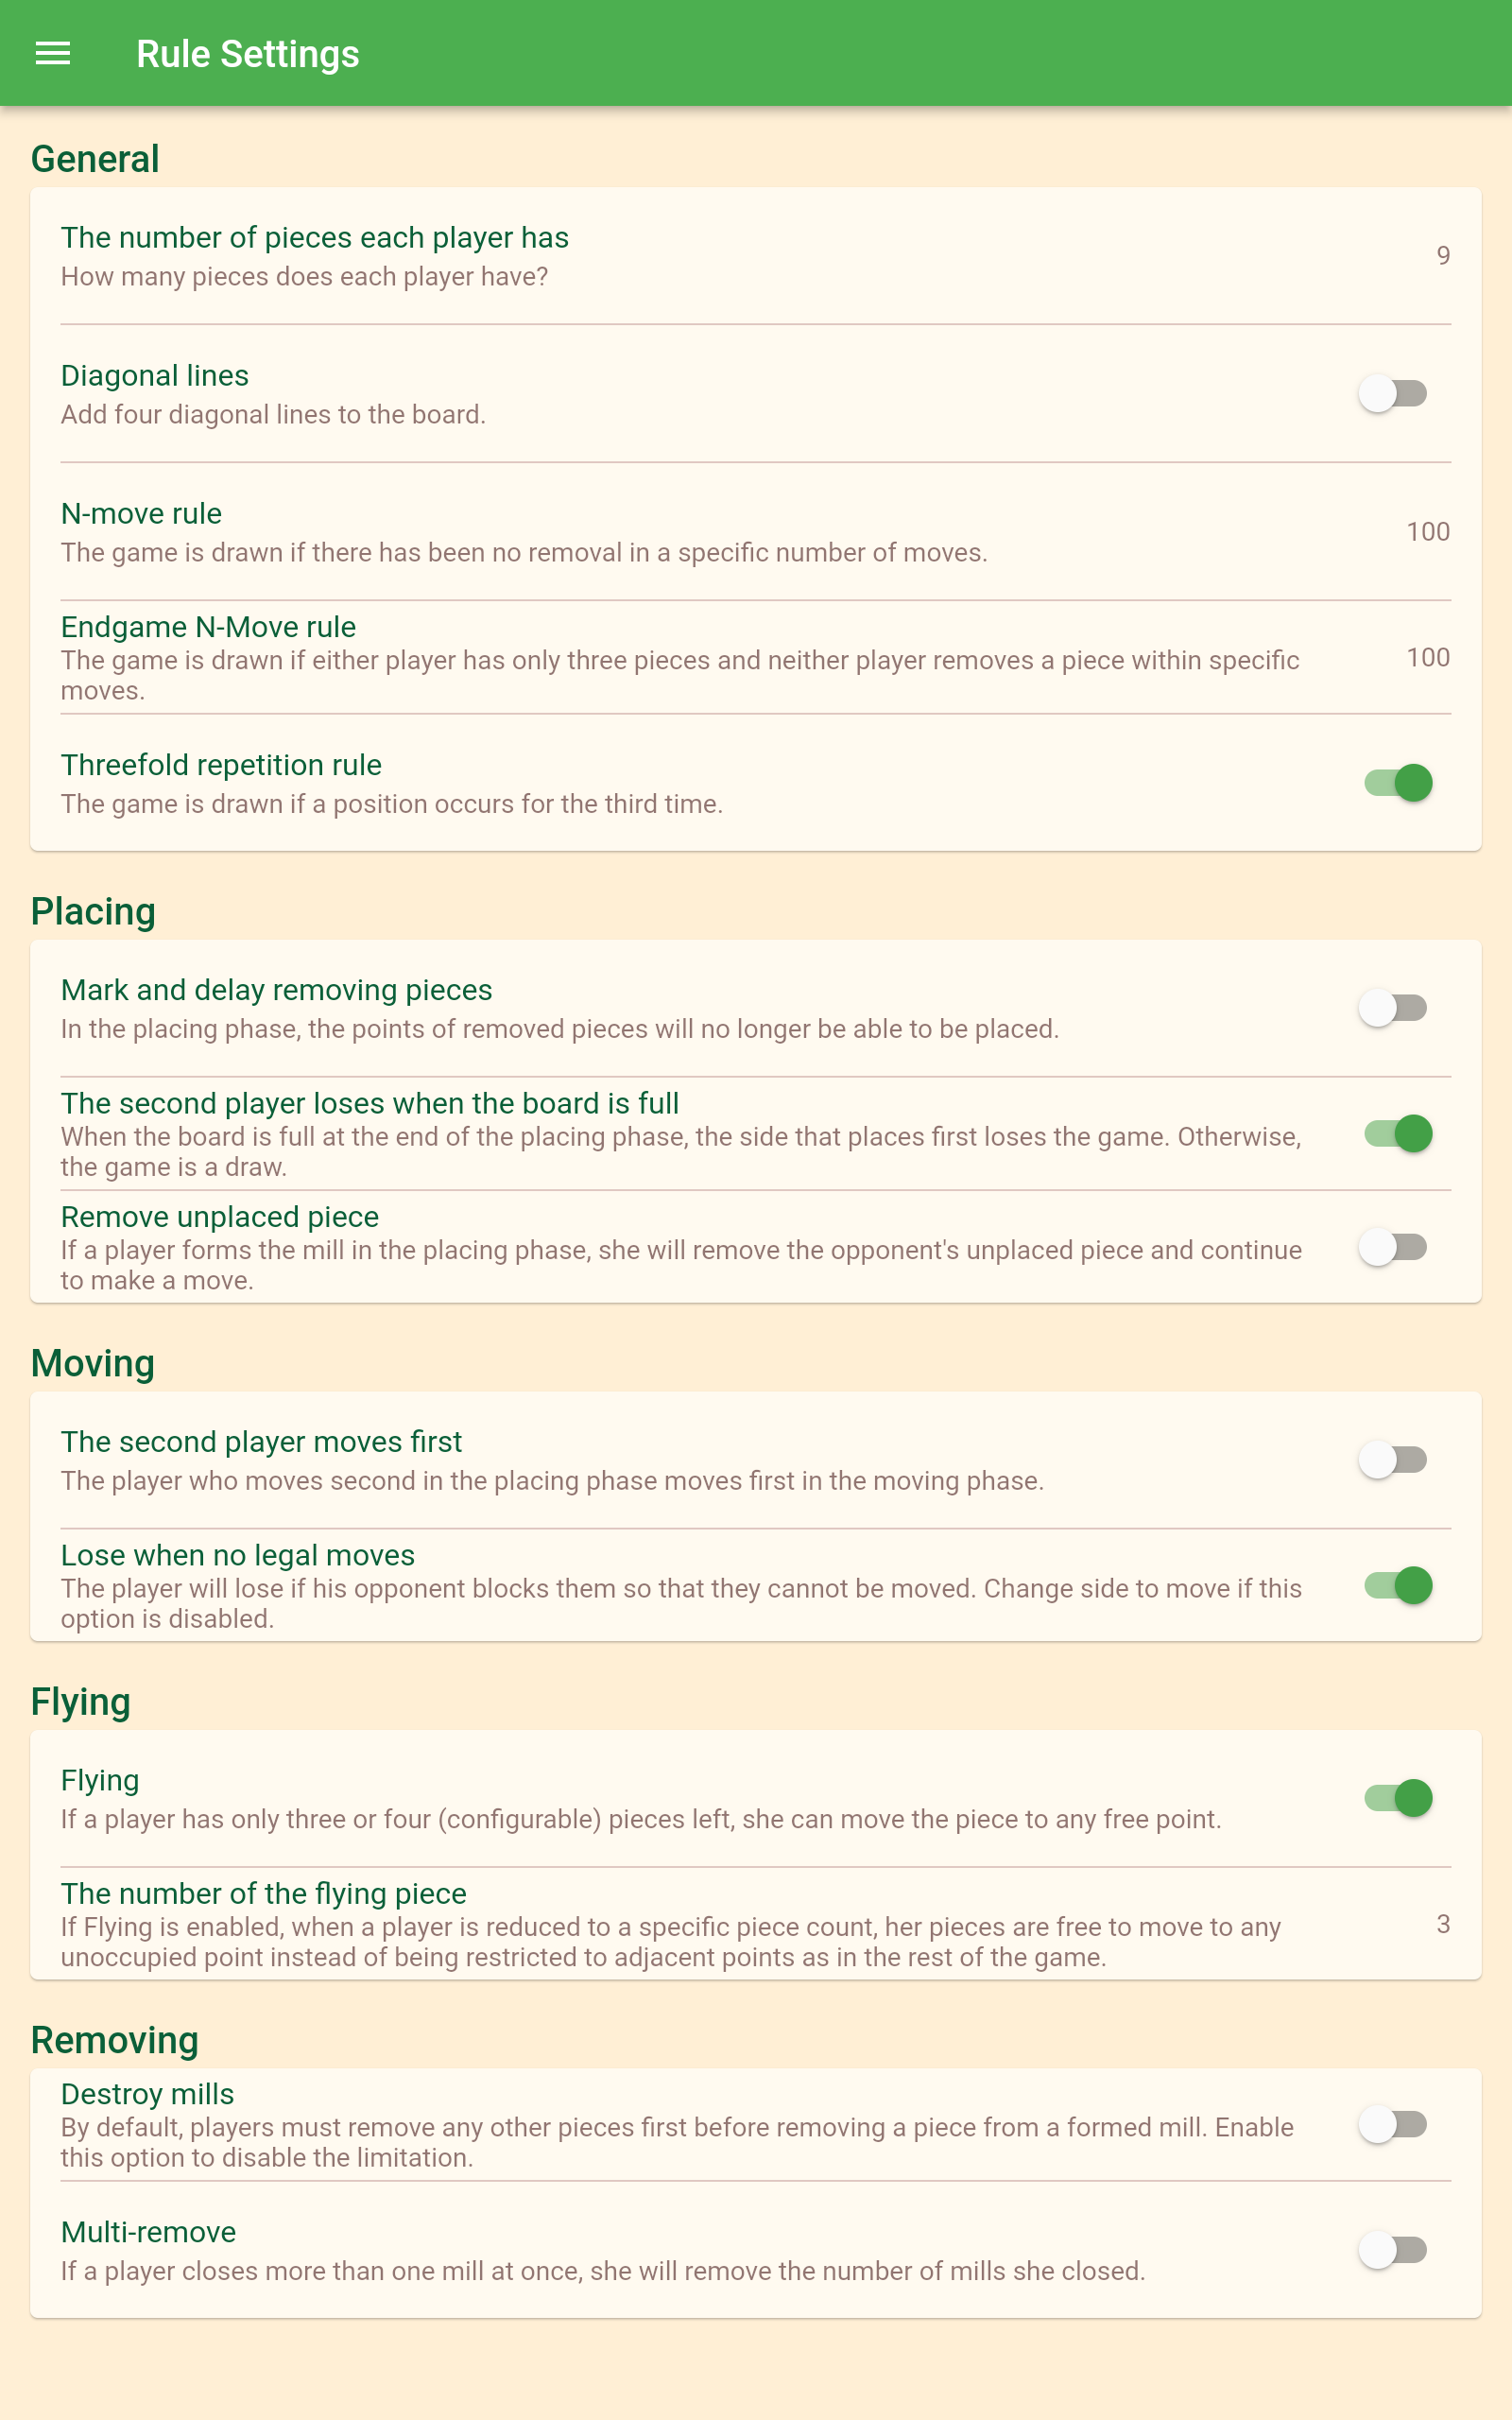 Rule Settings
General
The number of pieces each player has
How many pieces does each player have?
9
Diagonal lines
Add four diagonal lines to the board.
N-move rule
The game is drawn if there has been no removal in a specific number of moves.
100
Endgame N-Move rule
The game is drawn if either player has only three pieces and neither player removes a piece within specific
moves.
100
Threefold repetition rule
The game is drawn if a position occurs for the third time.
Placing
Mark and delay removing pieces
In the placing phase, the points of removed pieces will no longer be able to be placed.
The second player loses when the board is full
When the board is full at the end of the placing phase, the side that places first loses the game. Otherwise,
the game is a draw.
Remove unplaced piece
If a player forms the mill in the placing phase, she will remove the opponent's unplaced piece and continue
to make a move.
Moving
The second player moves first
The player who moves second in the placing phase moves first in the moving phase.
Lose when no legal moves
The player will lose if his opponent blocks them so that they cannot be moved. Change side to move if this
option is disabled.
Flying
Flying
If a player has only three or four (configurable) pieces left, she can move the piece to any free point.
The number of the flying piece
If Flying is enabled, when a player is reduced to a specific piece count, her pieces are free to move to any
unoccupied point instead of being restricted to adjacent points as in the rest of the game.
3
Removing
Destroy mills
By default, players must remove any other pieces first before removing a piece from a formed mill. Enable
this option to disable the limitation.
Multi-remove
If a player closes more than one mill at once, she will remove the number of mills she closed.